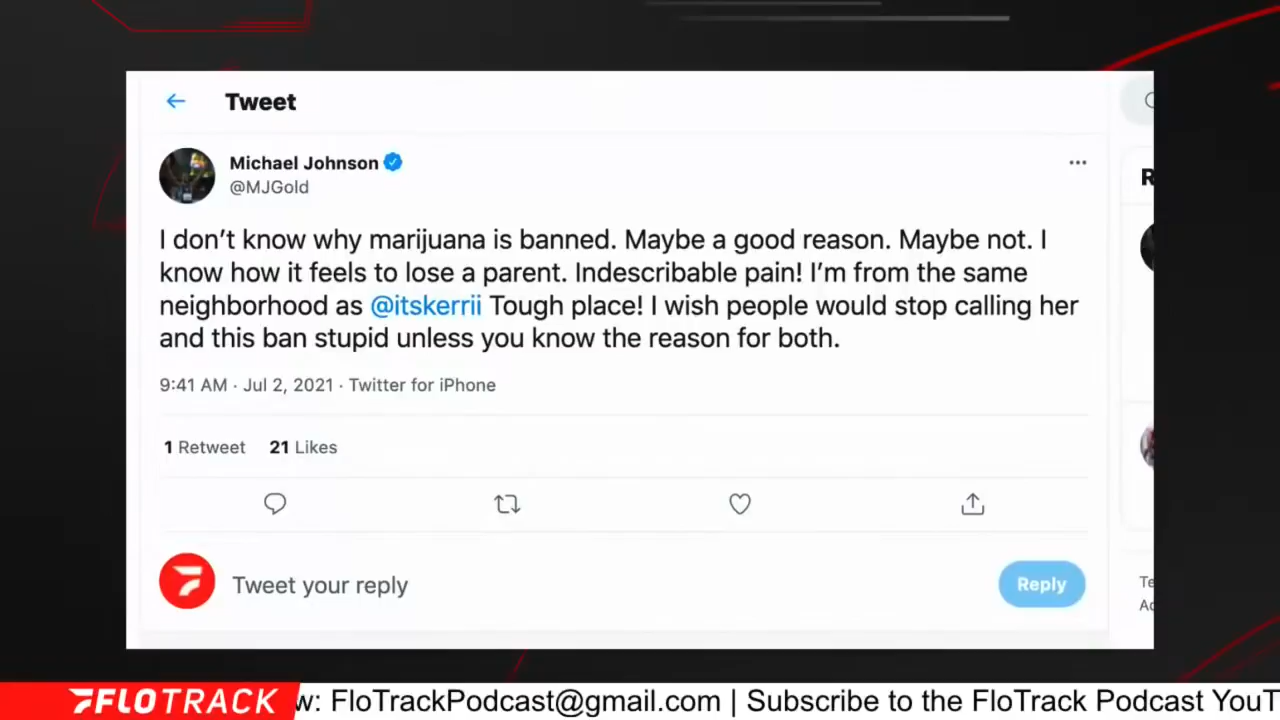 Tweet
Michael Johnson
@MJGold
I don’t know why marijuana is banned. Maybe a good reason. Maybe not. I
know how it feels to lose a parent. Indescribable pain! I’m from the same
neighborhood as @itskerrii Tough place! I wish people would stop calling her
and this ban stupid unless you know the reason for both.
9:41 AM · Jul 2, 2021 · Twitter for iPhone
1 Retweet 21 Likes
Tweet your reply
Reply
FLOTRACK
w: FloTrackPodcast@gmail.com | Subscribe to the FloTrack Podcast YouT